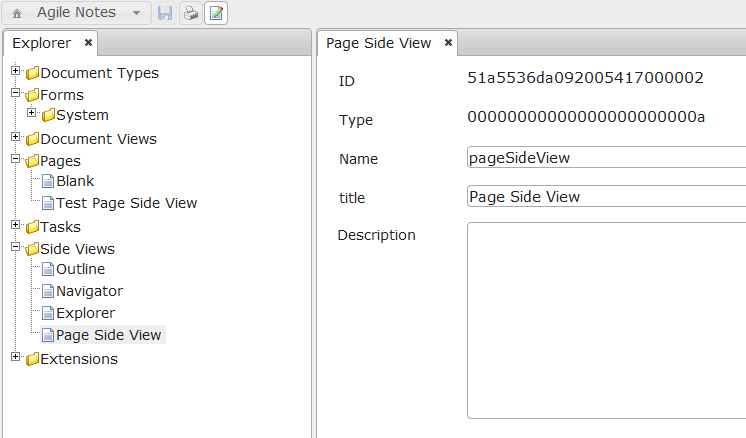 Agile Notes
Explorer
Document Types
Forms
System
Document Views
Pages
Blank
Test Page Side View
Tasks
Side Views
Outline
Navigator
Explorer
Page Side View
Extensions
Page Side View
ID 51a5536da092005417000002
Type 00000000000000000000000a
Name pageSideView
title Page Side View
Description